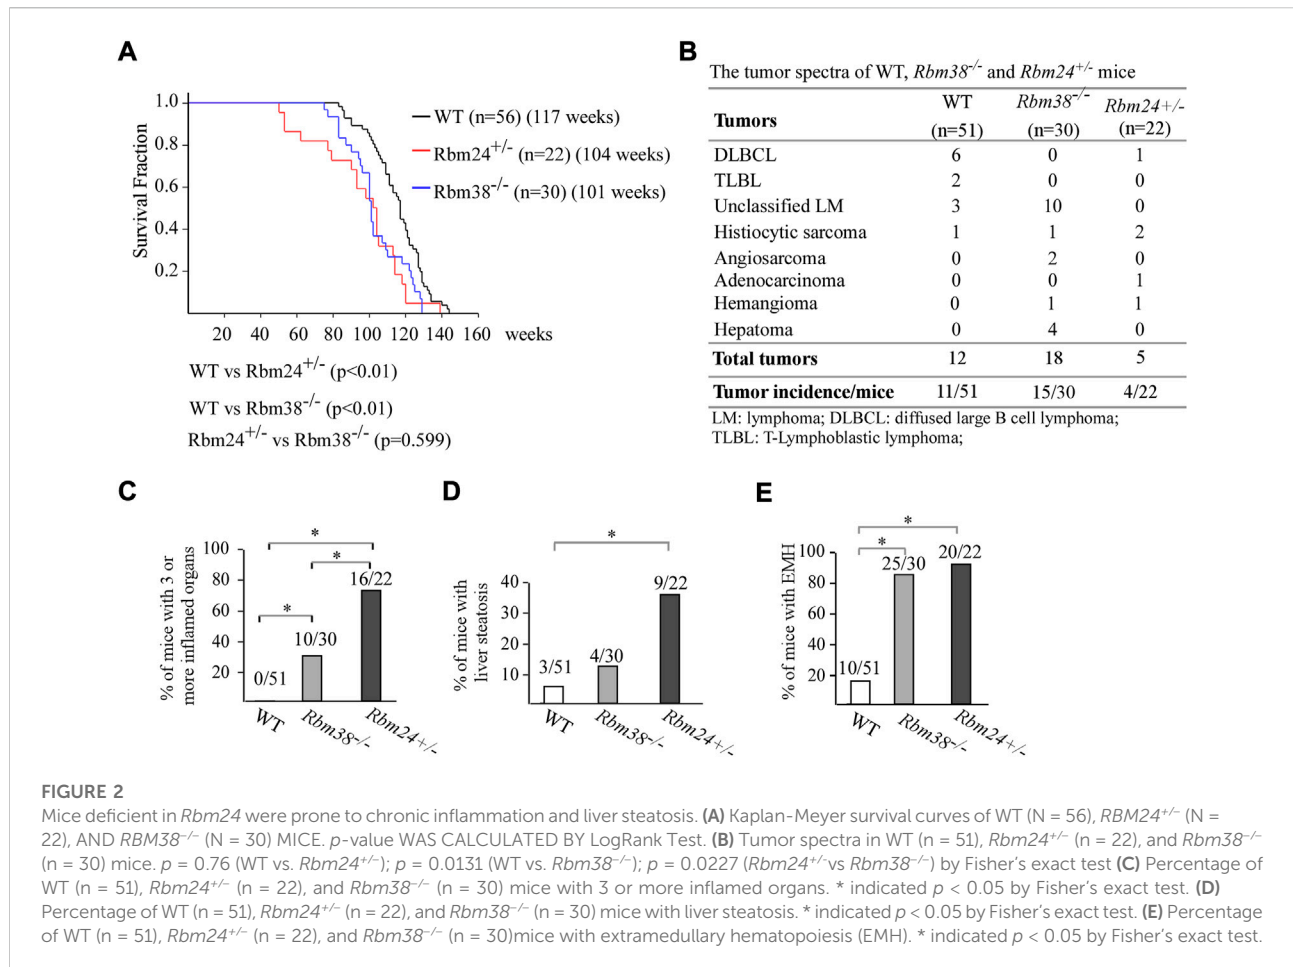 A
1.0
0.8
0.6
0.4
0.2
Survival Fraction
20 40 60 80 100 120 140 160 weeks
WT (n=56) (117 weeks)
Rbm24+/- (n=22) (104 weeks)
Rbm38-/- (n=30) (101 weeks)
WT vs Rbm24+/- (p<0.01)
WT vs Rbm38-/- (p<0.01)
Rbm24+/- vs Rbm38-/- (p=0.599)
B
The tumor spectra of WT, Rbm38-/- and Rbm24+/- mice
Tumors WT (n=51) Rbm38-/- (n=30) Rbm24+/- (n=22)
DLBCL 6 0 1
TLBL 2 0 0
Unclassified LM 3 10 0
Histiocytic sarcoma 1 1 2
Angiosarcoma 0 2 0
Adenocarcinoma 0 0 1
Hemangioma 0 1 1
Hepatoma 0 4 0
Total tumors 12 18 5
Tumor incidence/mice 11/51 15/30 4/22
LM: lymphoma; DLBCL: diffused large B cell lymphoma;
TLBL: T-Lymphoblastic lymphoma;
C
% of mice with 3 or
more inflamed organs
100
80
60
40
20
* * *
0/51 10/30 16/22
WT Rbm38-/- Rbm24+/-
D
% of mice with
liver steatosis
40
30
20
10
*
3/51 4/30 9/22
WT Rbm38-/- Rbm24+/-
E
% of mice with EMH
100
80
60
40
20
* *
10/51 25/30 20/22
WT Rbm38-/- Rbm24+/-
FIGURE 2
Mice deficient in Rbm24 were prone to chronic inflammation and liver steatosis. (A) Kaplan-Meyer survival curves of WT (N = 56), RBM24+/− (N =
22), AND RBM38−/− (N = 30) MICE. p-value WAS CALCULATED BY LogRank Test. (B) Tumor spectra in WT (n = 51), Rbm24+/− (n = 22), and Rbm38−/−
(n = 30) mice. p = 0.76 (WT vs. Rbm24+/−); p = 0.0131 (WT vs. Rbm38−/−); p = 0.0227 (Rbm24+/−vs Rbm38−/−) by Fisher's exact test (C) Percentage of
WT (n = 51), Rbm24+/− (n = 22), and Rbm38−/− (n = 30) mice with 3 or more inflamed organs. * indicated p < 0.05 by Fisher's exact test. (D)
Percentage of WT (n = 51), Rbm24+/− (n = 22), and Rbm38−/− (n = 30) mice with liver steatosis. * indicated p < 0.05 by Fisher's exact test. (E) Percentage
of WT (n = 51), Rbm24+/− (n = 22), and Rbm38−/− (n = 30)mice with extramedullary hematopoiesis (EMH). * indicated p < 0.05 by Fisher's exact test.